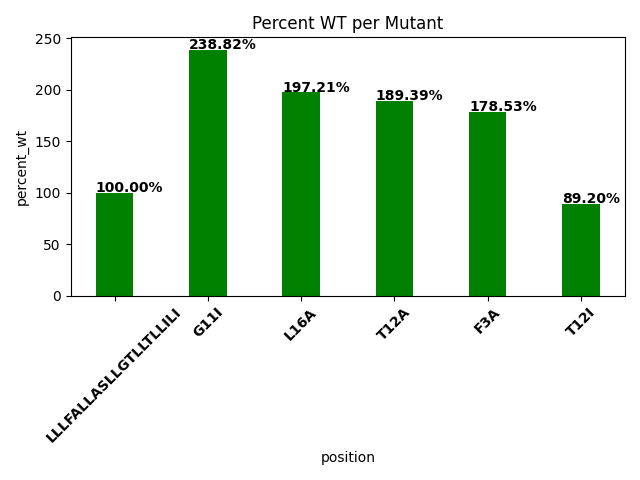 Percent WT per Mutant
250
200
150
100
50
0
percent_wt
100.00%
238.82%
197.21%
189.39%
178.53%
89.20%
LLLFALLASLLGTLLTLLILI
G11I
L16A
T12A
F3A
T12I
position